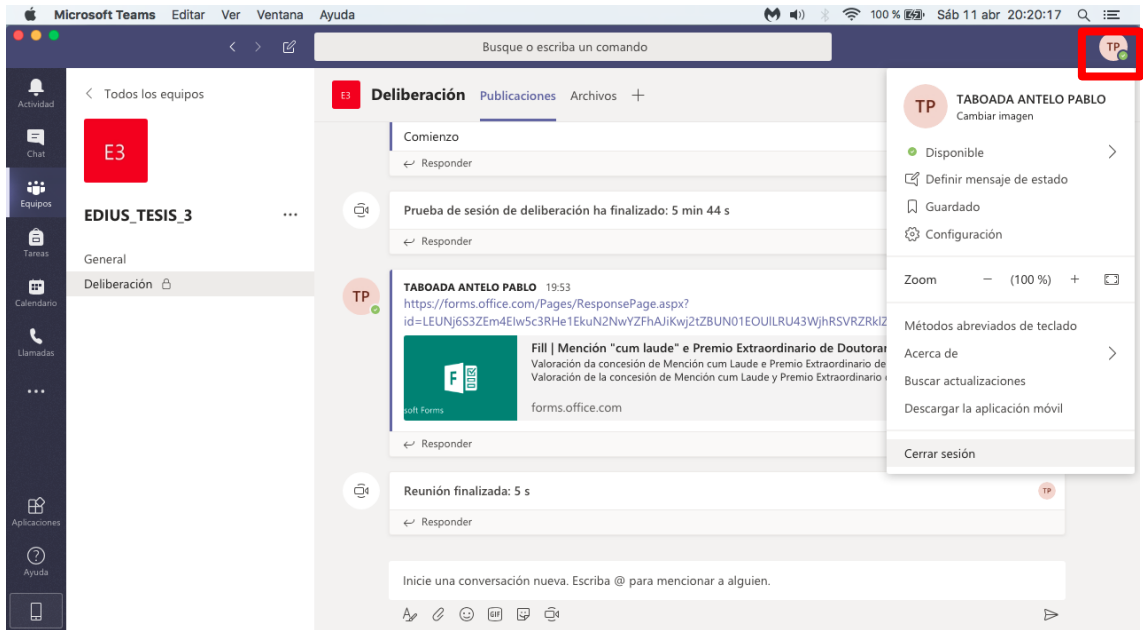 Microsoft Teams Editar Ver Ventana Ayuda 100 % Sáb 11 abr 20:20:17
Busque o escriba un comando
TP
Actividad
Chat
Equipos
Tareas
Calendario
Llamadas
Aplicaciones
Ayuda
Todos los equipos
E3
EDIUS_TESIS_3
General
Deliberación
E3 Deliberación Publicaciones Archivos
Comienzo
Responder
Prueba de sesión de deliberación ha finalizado: 5 min 44 s
Responder
TP
TABOADA ANTELO PABLO 19:53
https://forms.office.com/Pages/ResponsePage.aspx?
Fill | Mención "cum laude" e Premio Extraordinario de
Valoración da concesión de Mención cum Laude e Premio Extraordinario de
Valoración de la concesión de Mención Cum Laude y Premio Extraordinario
forms.office.com
soft Forms
Responder
Reunión finalizada: 5 s
TP
Responder
Inicie una conversación nueva. Escriba @ para mencionar a alguien.
GIF
TP
TABOADA ANTELO PABLO
Cambiar imagen
Disponible
Definir mensaje de estado
Guardado
Configuración
Zoom − (100 %) +
Métodos abreviados de teclado
Acerca de
Buscar actualizaciones
Descargar la aplicación móvil
Cerrar sesión